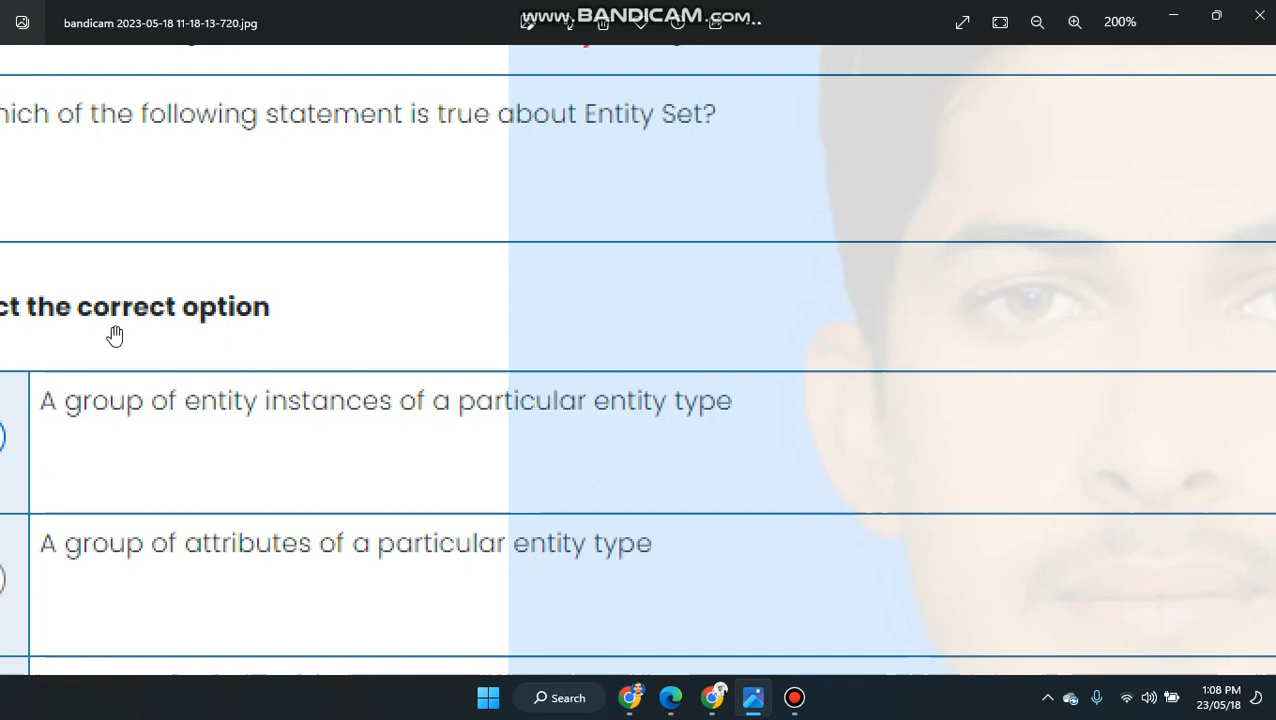 bandicam 2023-05-18 11-18-13-720.jpg
www.BANDICAM.COM
200%
hich of the following statement is true about Entity Set?
ct the correct option
A group of entity instances of a particular entity type
A group of attributes of a particular entity type
Search
1:08 PM
23/05/18